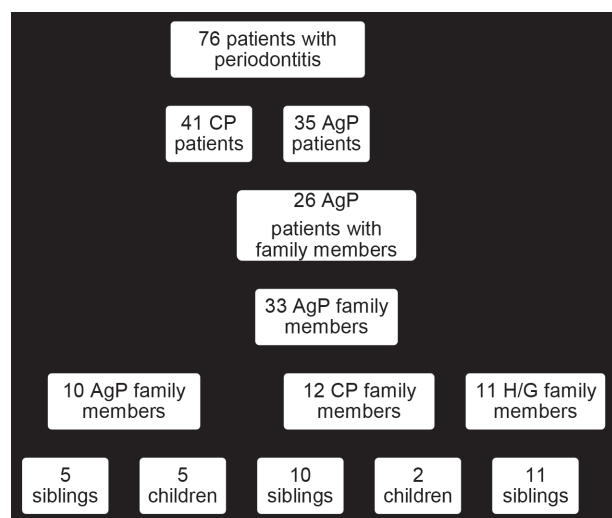 76 patients with
periodontitis
41 CP
patients
35 AgP
patients
26 AgP
patients with
family members
33 AgP family
members
10 AgP family
members
12 CP family
members
11 H/G family
members
5
siblings
5
children
10
siblings
2
children
11
siblings